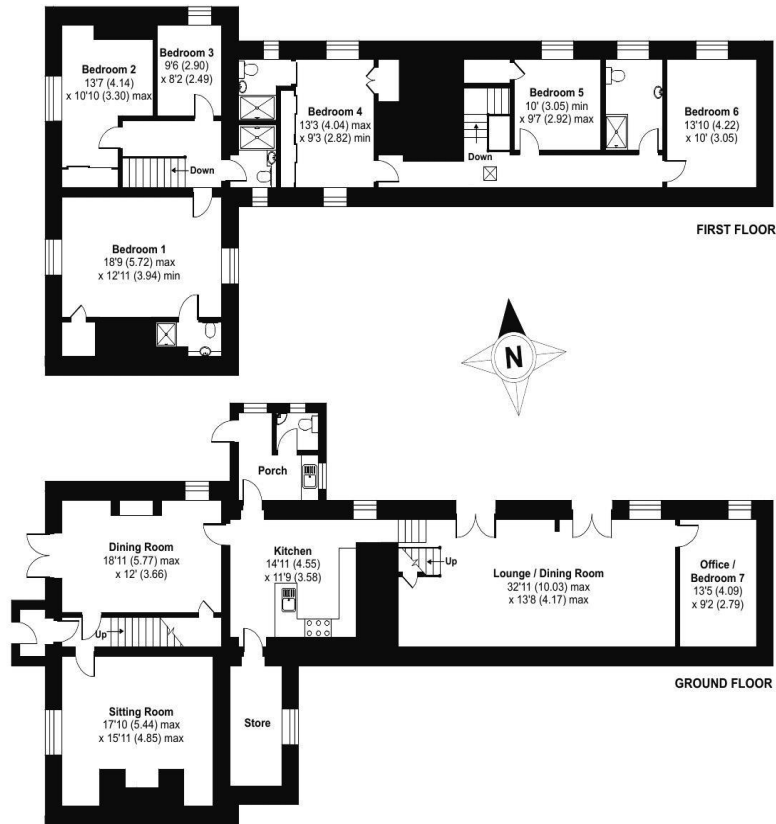 Bedroom 3
9'6 (2.90)
x 8'2 (2.49)
Bedroom 2
13'7 (4.14)
x 10'10 (3.30) max
Bedroom 4
13'3 (4.04) max
x 9'3 (2.82) min
Bedroom 5
10' (3.05) min
x 9'7 (2.92) max
Bedroom 6
13'10 (4.22)
x 10' (3.05)
Down
Down
FIRST FLOOR
Bedroom 1
18'9 (5.72) max
x 12'11 (3.94) min
N
Porch
Dining Room
18'11 (5.77) max
x 12' (3.66)
Kitchen
14'11 (4.55)
x 11'9 (3.58)
Up
Lounge / Dining Room
32'11 (10.03) max
x 13'8 (4.17) max
Office /
Bedroom 7
13'5 (4.09)
x 9'2 (2.79)
Up
GROUND FLOOR
Sitting Room
17'10 (5.44) max
x 15'11 (4.85) max
Store